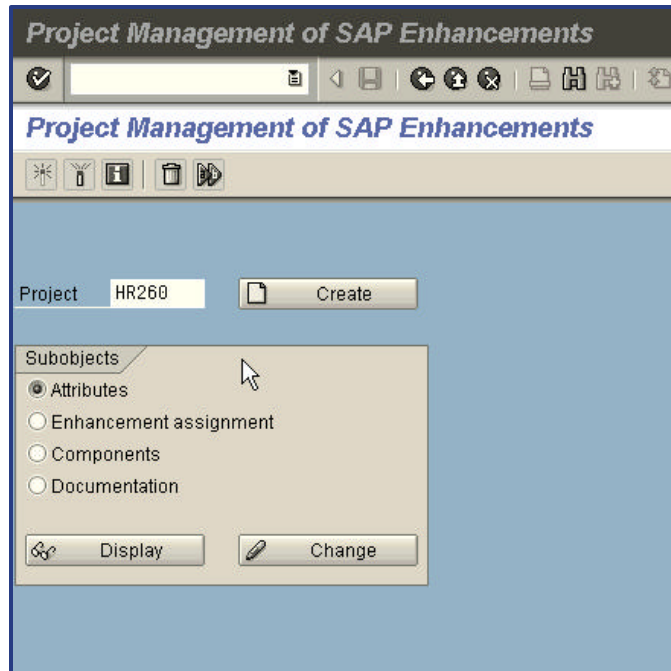 Project Management of SAP Enhancements
Project Management of SAP Enhancements
Project HR260 Create
Subobjects
Attributes
Enhancement assignment
Components
Documentation
Display Change